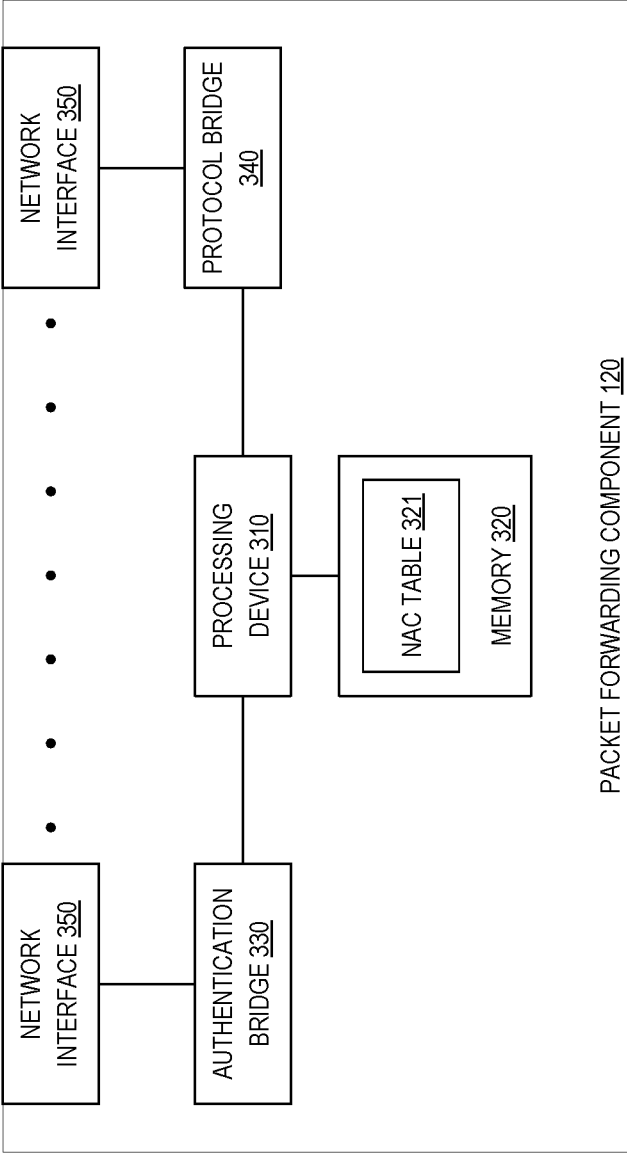 NETWORK
INTERFACE 350
NETWORK
INTERFACE 350
AUTHENTICATION
BRIDGE 330
PROCESSING
DEVICE 310
PROTOCOL BRIDGE
340
NAC TABLE 321
MEMORY 320
PACKET FORWARDING COMPONENT 120